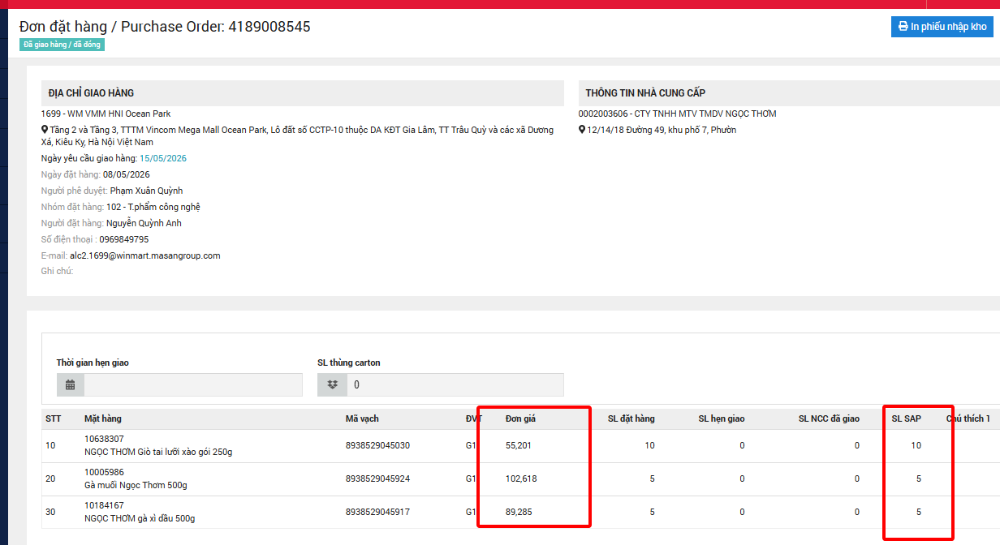 Đơn đặt hàng / Purchase Order: 4189008545
In phiếu nhập kho
Đã giao hàng / đã đóng
ĐỊA CHỈ GIAO HÀNG
1699 - WM VMM HNI Ocean Park
Tầng 2 và Tầng 3, TTTM Vincom Mega Mall Ocean Park, Lô đất số CCTP-10 thuộc DA KĐT Gia Lâm, TT Trâu Quỳ và các xã Dương
Xá, Kiêu Kỵ, Hà Nội Việt Nam
Ngày yêu cầu giao hàng: 15/05/2026
Ngày đặt hàng: 08/05/2026
Người phê duyệt: Phạm Xuân Quỳnh
Nhóm đặt hàng: 102 - T.phẩm công nghệ
Người đặt hàng: Nguyễn Quỳnh Anh
Số điện thoại : 0969849795
E-mail: alc2.1699@winmart.masangroup.com
Ghi chú:
THÔNG TIN NHÀ CUNG CẤP
0002003606 - CTY TNHH MTV TMDV NGỌC THƠM
12/14/18 Đường 49, khu phố 7, Phườn
Thời gian hẹn giao
SL thùng carton
0
STT Mặt hàng Mã vạch ĐVT Đơn giá SL đặt hàng SL hẹn giao SL NCC đã giao SL SAP Chú thích 1
10 10638307 8938529045030 G1 55,201 10 0 0 10
NGỌC THƠM Giò tai lưỡi xào gói 250g
20 10005986 8938529045924 G1 102,618 5 0 0 5
Gà muối Ngọc Thơm 500g
30 10184167 8938529045917 G1 89,285 5 0 0 5
NGỌC THƠM gà xì dầu 500g